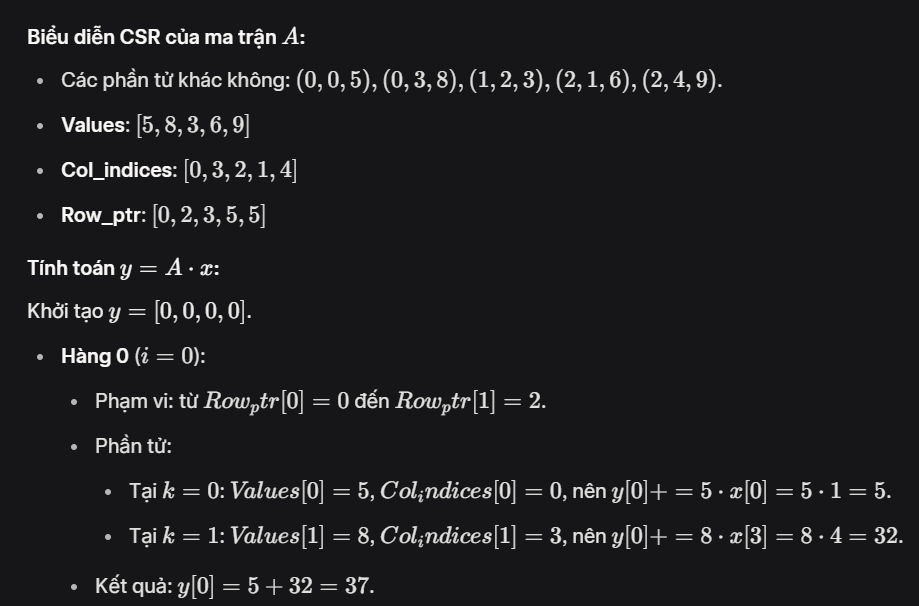 Biểu diễn CSR của ma trận A:
• Các phần tử khác không: (0, 0, 5), (0, 3, 8), (1, 2, 3), (2, 1, 6), (2, 4, 9).
• Values: [5, 8, 3, 6, 9]
• Col_indices: [0, 3, 2, 1, 4]
• Row_ptr: [0, 2, 3, 5, 5]
Tính toán y = A · x:
Khởi tạo y = [0, 0, 0, 0].
• Hàng 0 (i = 0):
• Phạm vi: từ Row_ptr[0] = 0 đến Row_ptr[1] = 2.
• Phần tử:
• Tại k = 0: Values[0] = 5, Col_indices[0] = 0, nên y[0]+ = 5 · x[0] = 5 · 1 = 5.
• Tại k = 1: Values[1] = 8, Col_indices[1] = 3, nên y[0]+ = 8 · x[3] = 8 · 4 = 32.
• Kết quả: y[0] = 5 + 32 = 37.